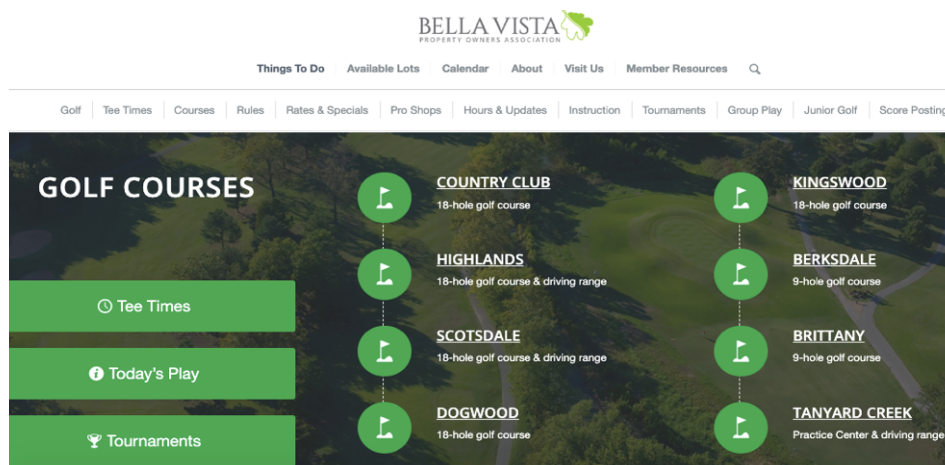 BELLA VISTA
PROPERTY OWNERS ASSOCIATION
Things To Do Available Lots Calendar About Visit Us Member Resources
Golf Tee Times Courses Rules Rates & Specials Pro Shops Hours & Updates Instruction Tournaments Group Play Junior Golf Score Posting
GOLF COURSES
Tee Times
Today's Play
Tournaments
COUNTRY CLUB
18-hole golf course
HIGHLANDS
18-hole golf course & driving range
SCOTSDALE
18-hole golf course & driving range
DOGWOOD
18-hole golf course
KINGSWOOD
18-hole golf course
BERKSDALE
9-hole golf course
BRITTANY
9-hole golf course
TANYARD CREEK
Practice Center & driving range